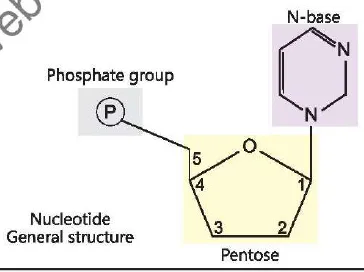 N-base
N
Phosphate group
P
N
O
5
4
1
3
2
Nucleotide
General structure
Pentose